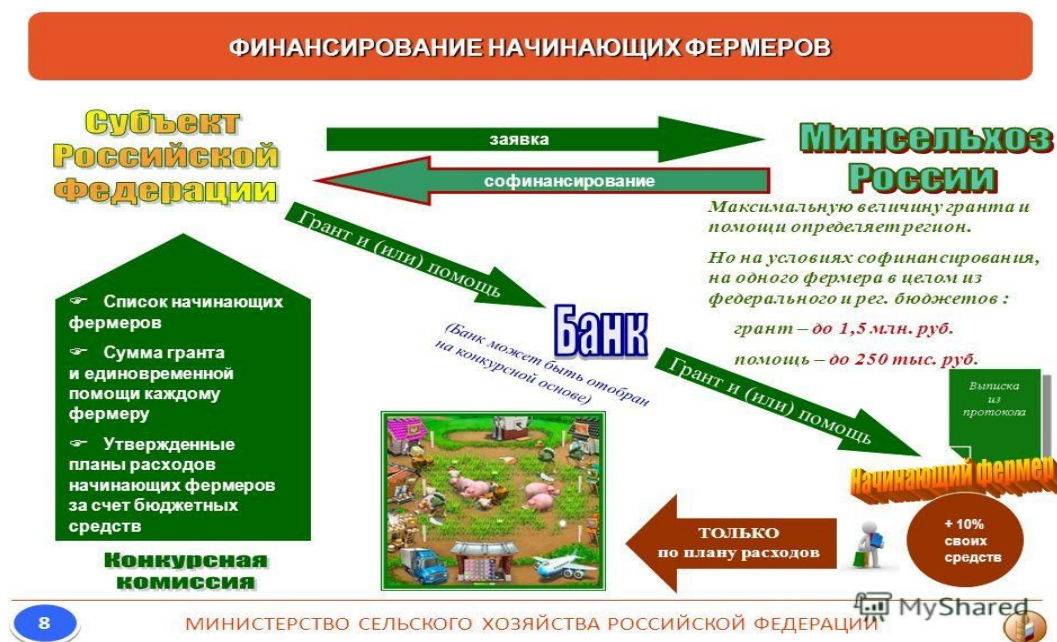 ФИНАНСИРОВАНИЕ НАЧИНАЮЩИХ ФЕРМЕРОВ
Субъект
Российской
Федерации
заявка
софинансирование
Минсельхоз
России
Максимальную величину гранта и
помощи определяет регион.
Но на условиях софинансирования,
на одного фермера в целом из
федерального и рег. бюджетов :
грант – до 1,5 млн. руб.
помощь – до 250 тыс. руб.
Грант и (или) помощь
Банк
(Банк может быть отобран
на конкурсной основе)
Грант и (или) помощь
Выписка
из
протокола
Начинающий фермер
☞ Список начинающих
фермеров
☞ Сумма гранта
и единовременной
помощи каждому
фермеру
☞ Утвержденные
планы расходов
начинающих фермеров
за счет бюджетных
средств
Конкурсная
комиссия
ТОЛЬКО
по плану расходов
+ 10%
своих
средств
8
МИНИСТЕРСТВО СЕЛЬСКОГО ХОЗЯЙСТВА РОССИЙСКОЙ ФЕДЕРАЦИИ
MyShared